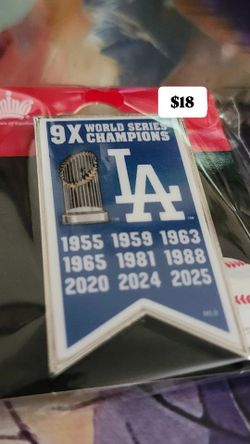 $18
9X WORLD SERIES
CHAMPIONS
LA
1955 1959 1963
1965 1981 1988
2020 2024 2025